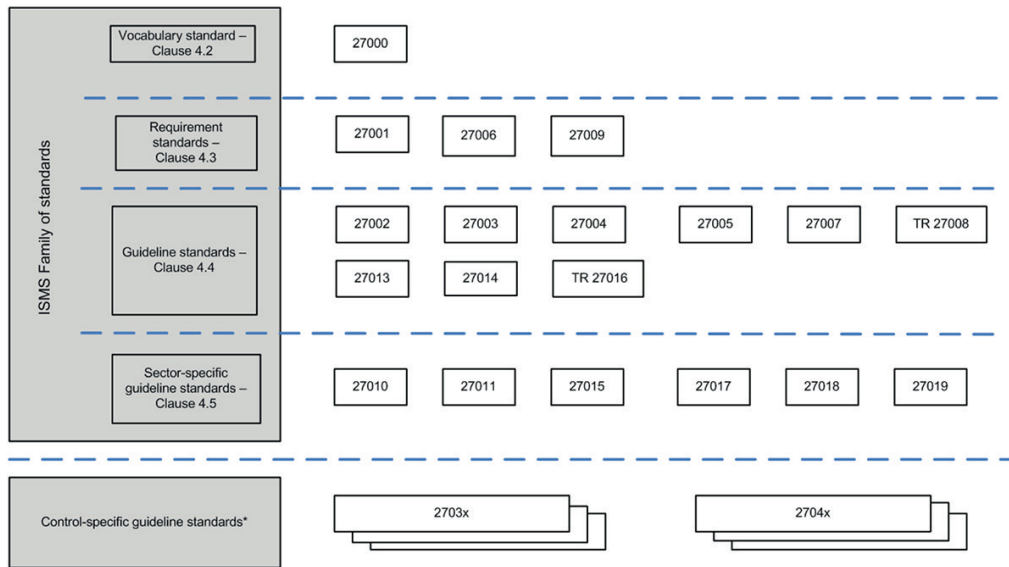 ISMS Family of standards
Vocabulary standard –
Clause 4.2
27000
Requirement
standards –
Clause 4.3
27001
27006
27009
Guideline standards –
Clause 4.4
27002
27003
27004
27005
27007
TR 27008
27013
27014
TR 27016
Sector-specific
guideline standards –
Clause 4.5
27010
27011
27015
27017
27018
27019
Control-specific guideline standards*
2703x
2704x